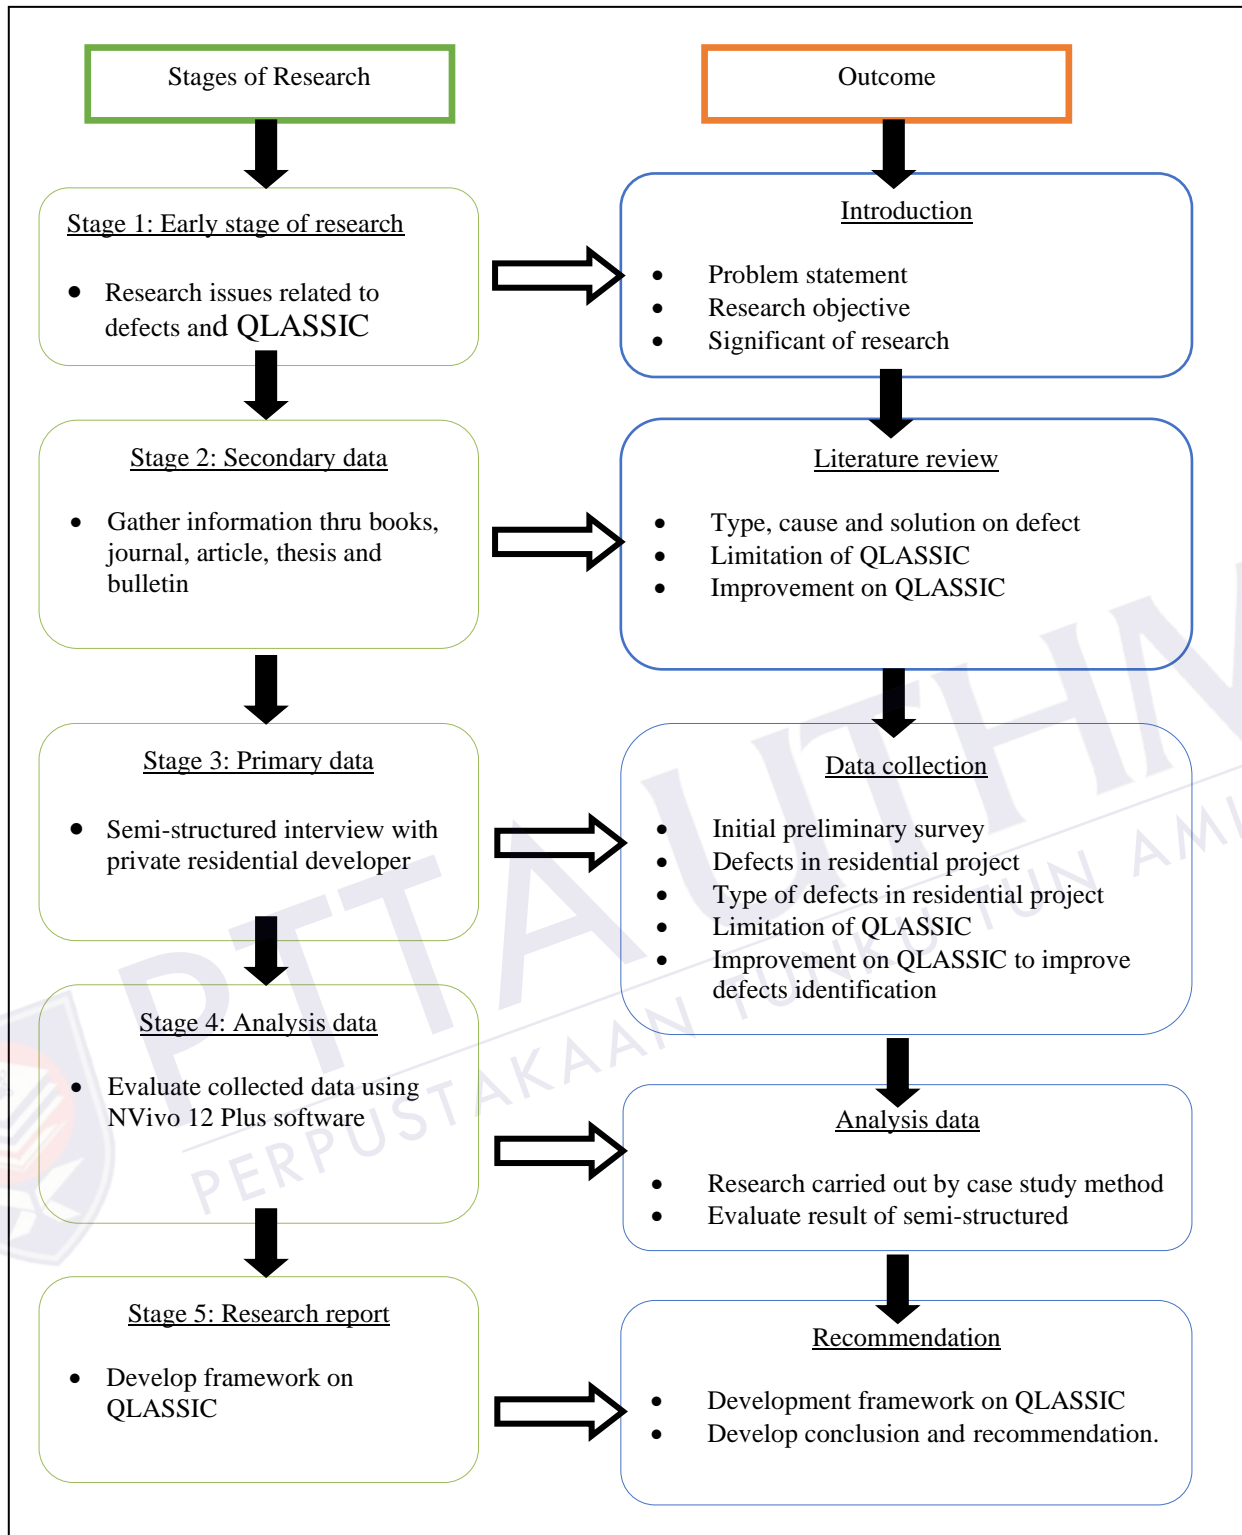 Stages of Research
Outcome
Stage 1: Early stage of research
• Research issues related to
defects and QLASSIC
Introduction
• Problem statement
• Research objective
• Significant of research
Stage 2: Secondary data
• Gather information thru books,
journal, article, thesis and
bulletin
Literature review
• Type, cause and solution on defect
• Limitation of QLASSIC
• Improvement on QLASSIC
Stage 3: Primary data
• Semi-structured interview with
private residential developer
Data collection
• Initial preliminary survey
• Defects in residential project
• Type of defects in residential project
• Limitation of QLASSIC
• Improvement on QLASSIC to improve
defects identification
Stage 4: Analysis data
• Evaluate collected data using
NVivo 12 Plus software
Analysis data
• Research carried out by case study method
• Evaluate result of semi-structured
Stage 5: Research report
• Develop framework on
QLASSIC
Recommendation
• Development framework on QLASSIC
• Develop conclusion and recommendation.
PTTA UTHM
PERPUSTAKAAN TUNKU TUN AMI